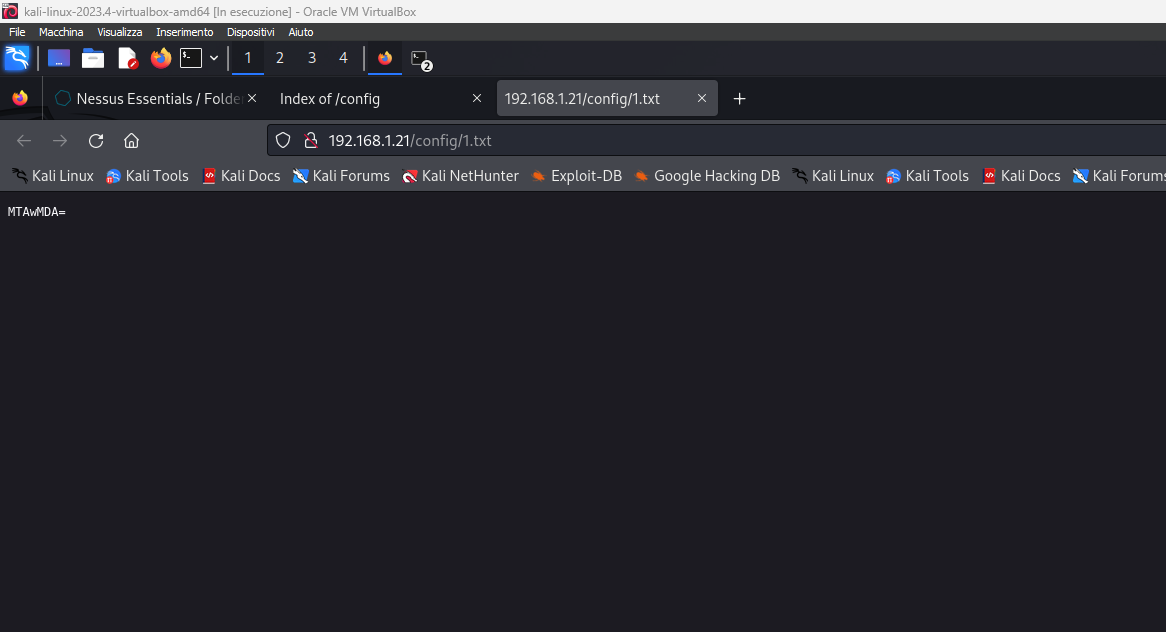 kali-linux-2023.4-virtualbox-amd64 [In esecuzione] - Oracle VM VirtualBox
File Macchina Visualizza Inserimento Dispositivi Aiuto
1 2 3 4 2
Nessus Essentials / Folde Index of /config 192.168.1.21/config/1.txt
192.168.1.21/config/1.txt
Kali Linux Kali Tools Kali Docs Kali Forums Kali NetHunter Exploit-DB Google Hacking DB Kali Linux Kali Tools Kali Docs Kali Forums
MTAwMDA=